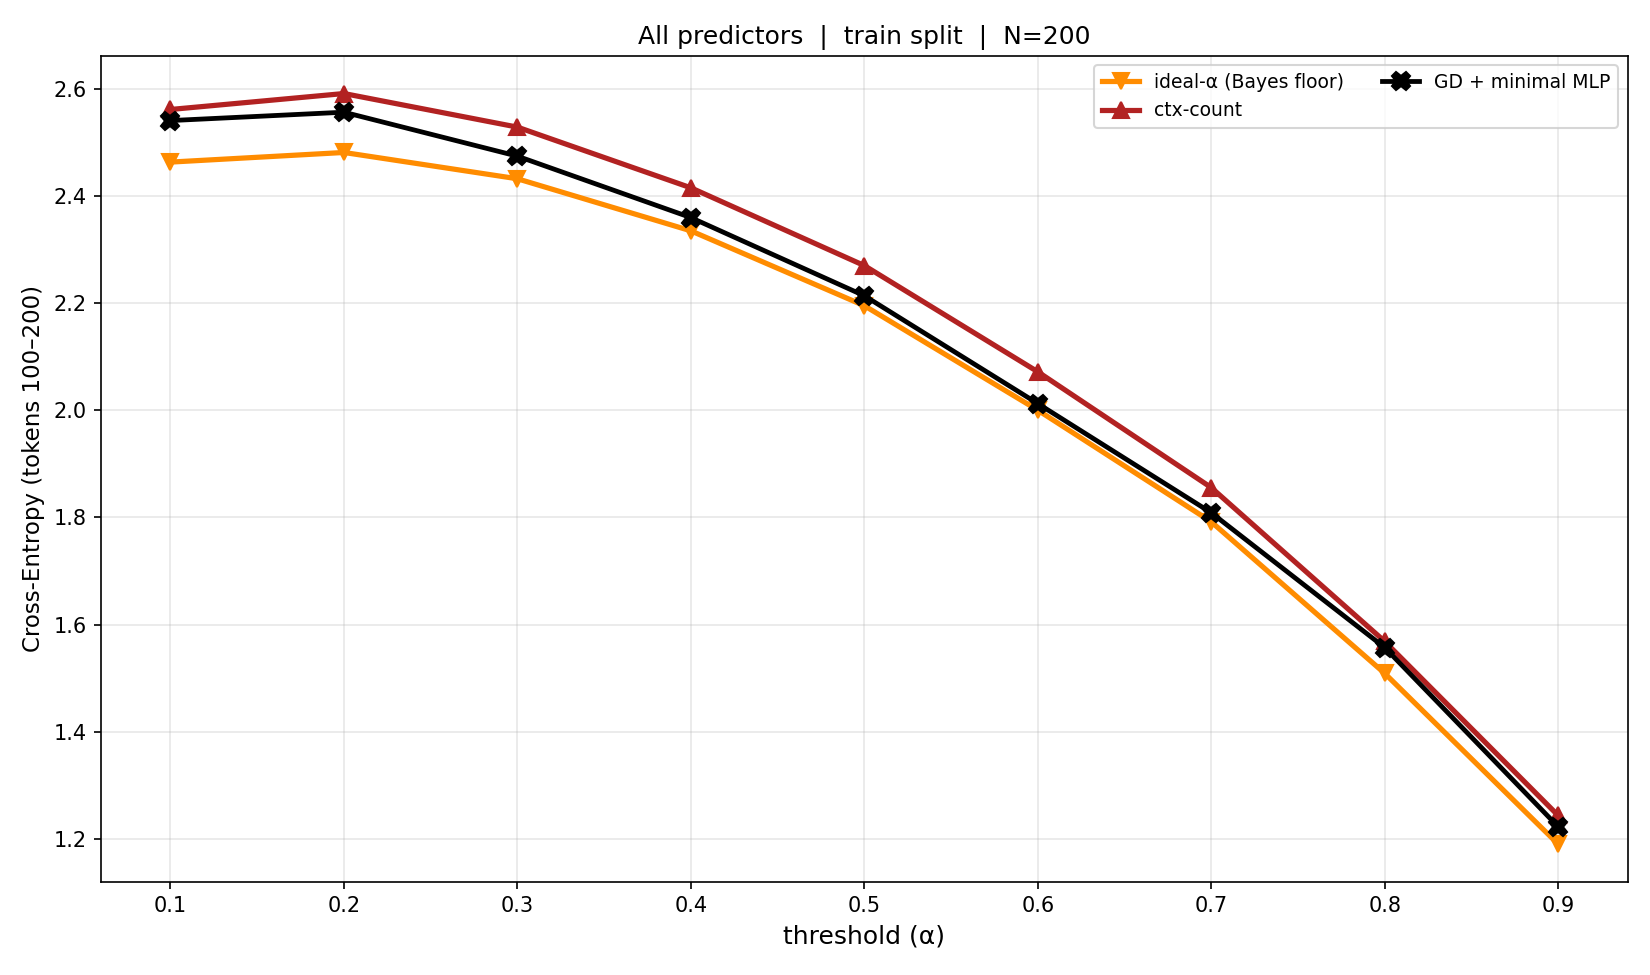 All predictors | train split | N=200
ideal-α (Bayes floor)
ctx-count
GD + minimal MLP
Cross-Entropy (tokens 100–200)
2.6
2.4
2.2
2.0
1.8
1.6
1.4
1.2
0.1 0.2 0.3 0.4 0.5 0.6 0.7 0.8 0.9
threshold (α)